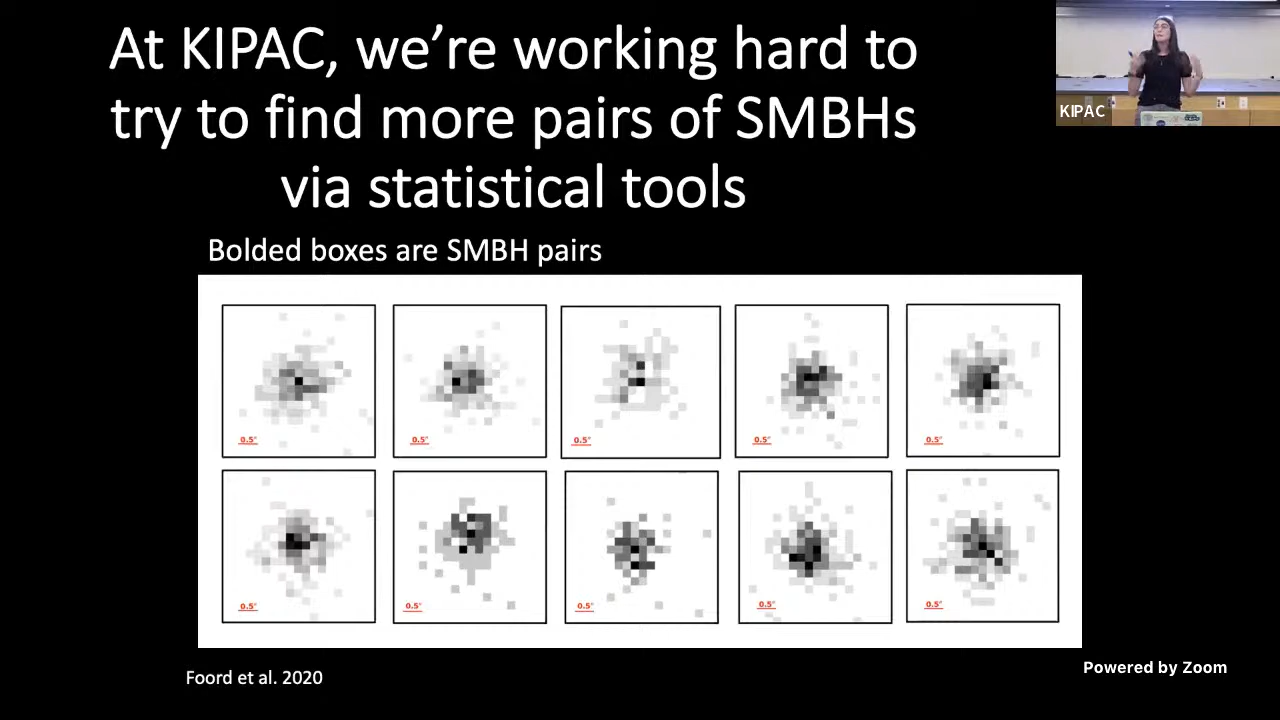 At KIPAC, we’re working hard to
try to find more pairs of SMBHs
via statistical tools
KIPAC
Bolded boxes are SMBH pairs
0.5"
0.5"
0.5"
0.5"
0.5"
0.5"
0.5"
0.5"
0.5"
0.5"
Foord et al. 2020
Powered by Zoom